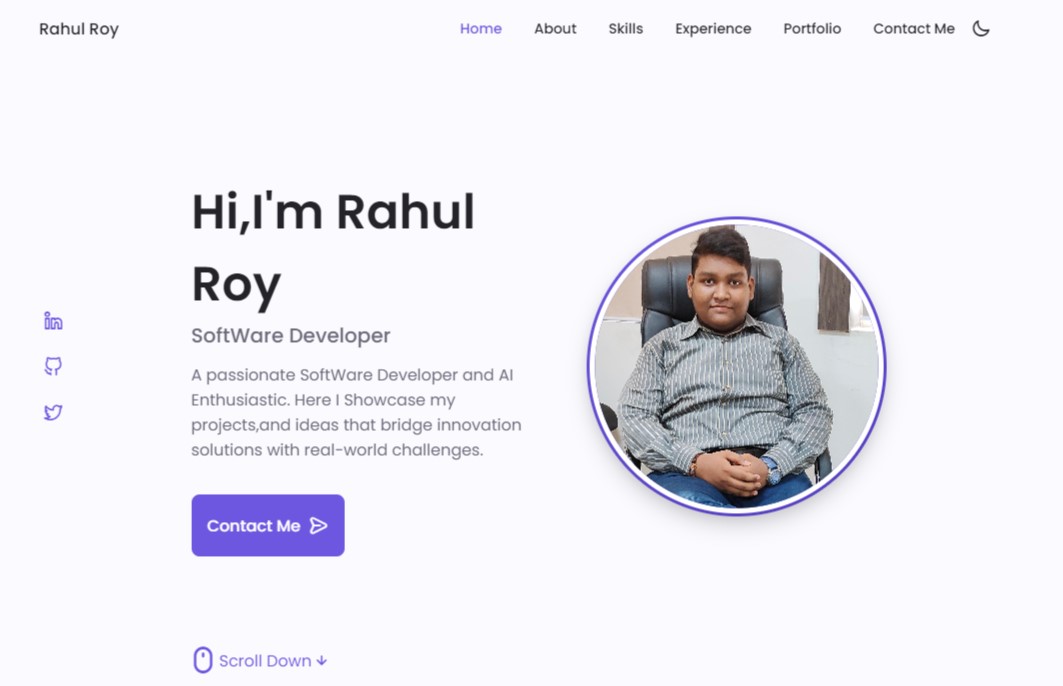 Rahul Roy
Home About Skills Experience Portfolio Contact Me
Hi,I'm Rahul
Roy
SoftWare Developer
A passionate SoftWare Developer and AI
Enthusiastic. Here I Showcase my
projects,and ideas that bridge innovation
solutions with real-world challenges.
Contact Me
Scroll Down